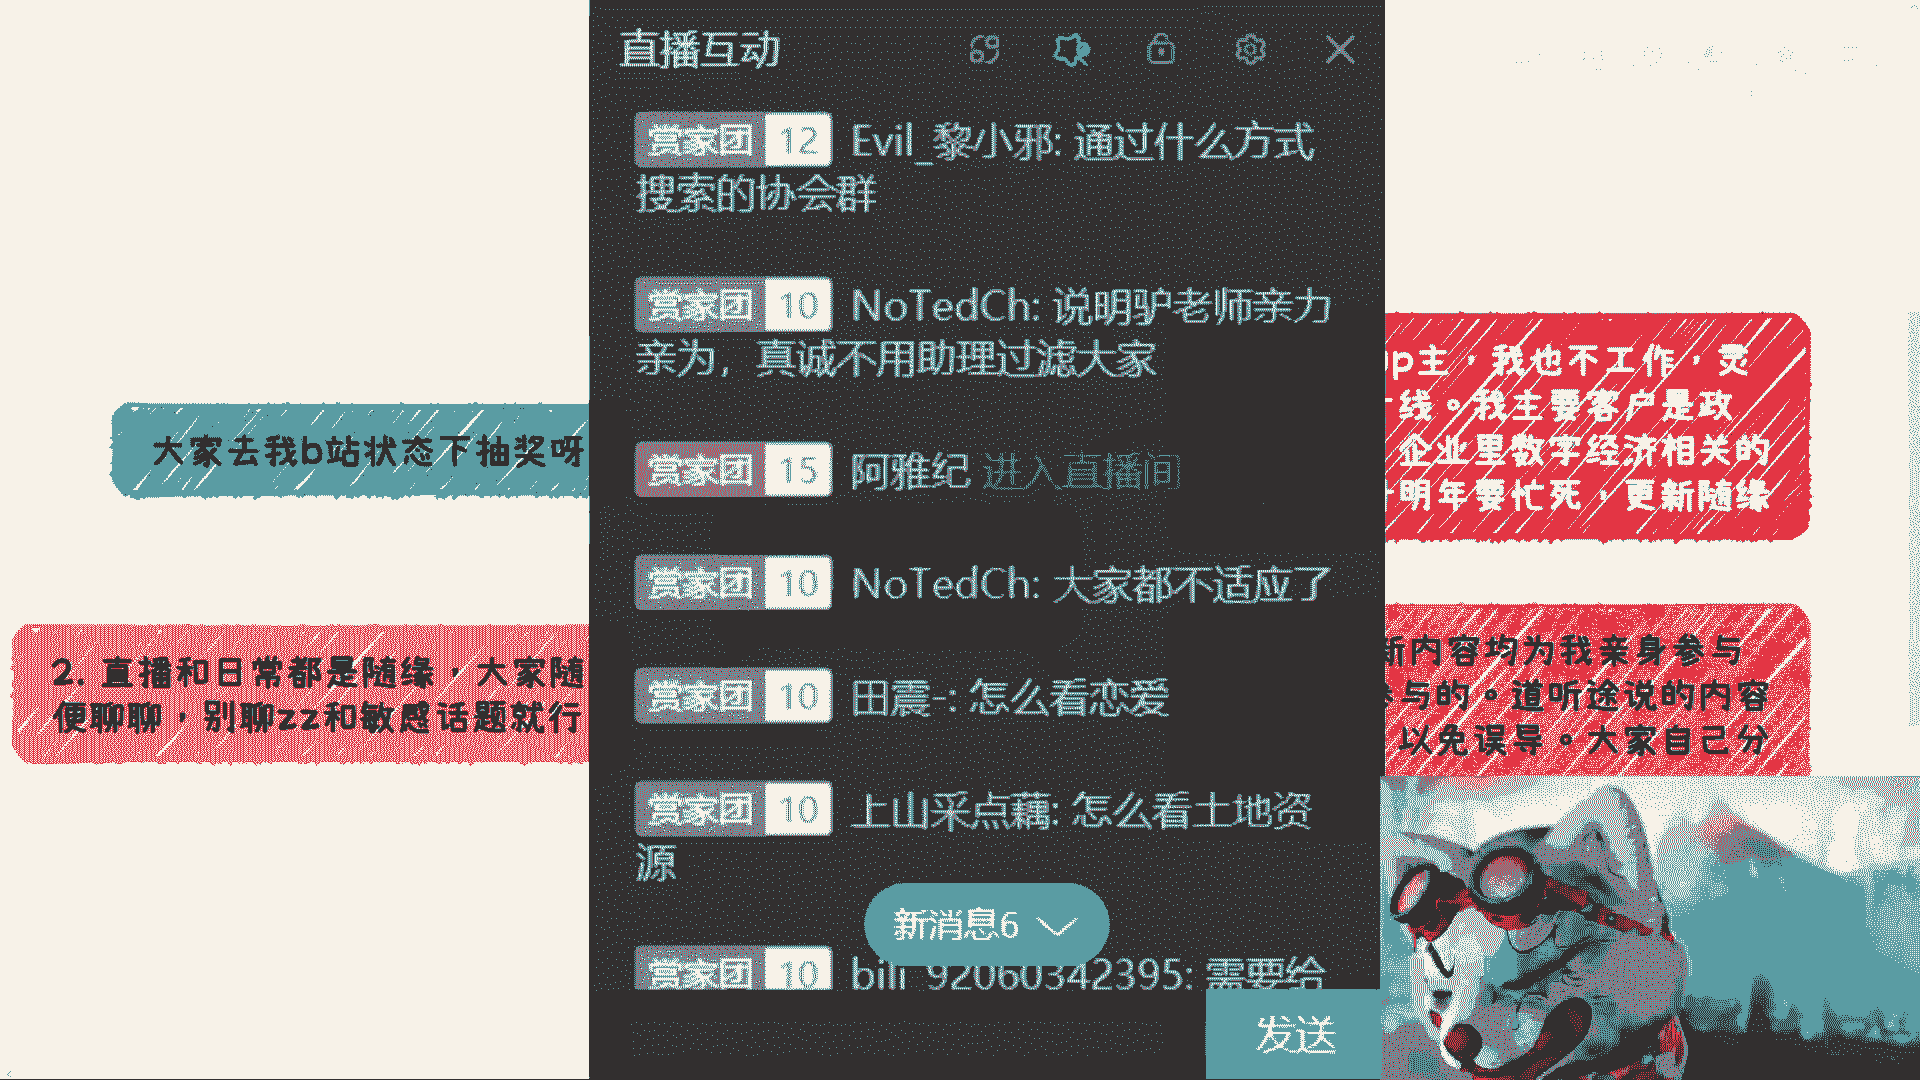 直播互动
赏家团 12 Evil_黎小邪: 通过什么方式
搜索的协会群
赏家团 10 NoTedCh: 说明驴老师亲力
亲为，真诚不用助理过滤大家
赏家团 15 阿雅纪 进入直播间
赏家团 10 NoTedCh: 大家都不适应了
赏家团 10 田震-: 怎么看恋爱
赏家团 10 上山采点藕: 怎么看土地资
源
新消息6
赏家团 10 bili_92060342395: 需要给
发送
大家去我b站状态下抽奖呀
2. 直播和日常都是随缘，大家随
便聊聊，别聊zz和敏感话题就行
up主，我也不工作，灵
线。我主要客户是政
企业里数字经济相关的
明年要忙死，更新随缘
新内容均为我亲身参与
参与的。道听途说的内容
以免误导。大家自己分